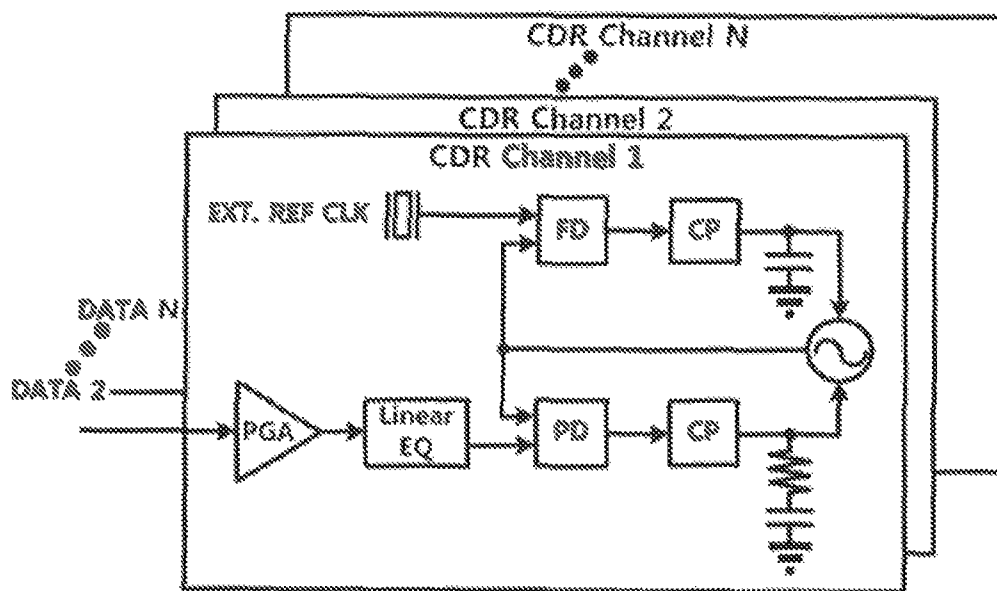 CDR Channel N
CDR Channel 2
CDR Channel 1
EXT. REF CLK
FD
CP
DATA N
DATA 2
PGA
Linear
EQ
PD
CP